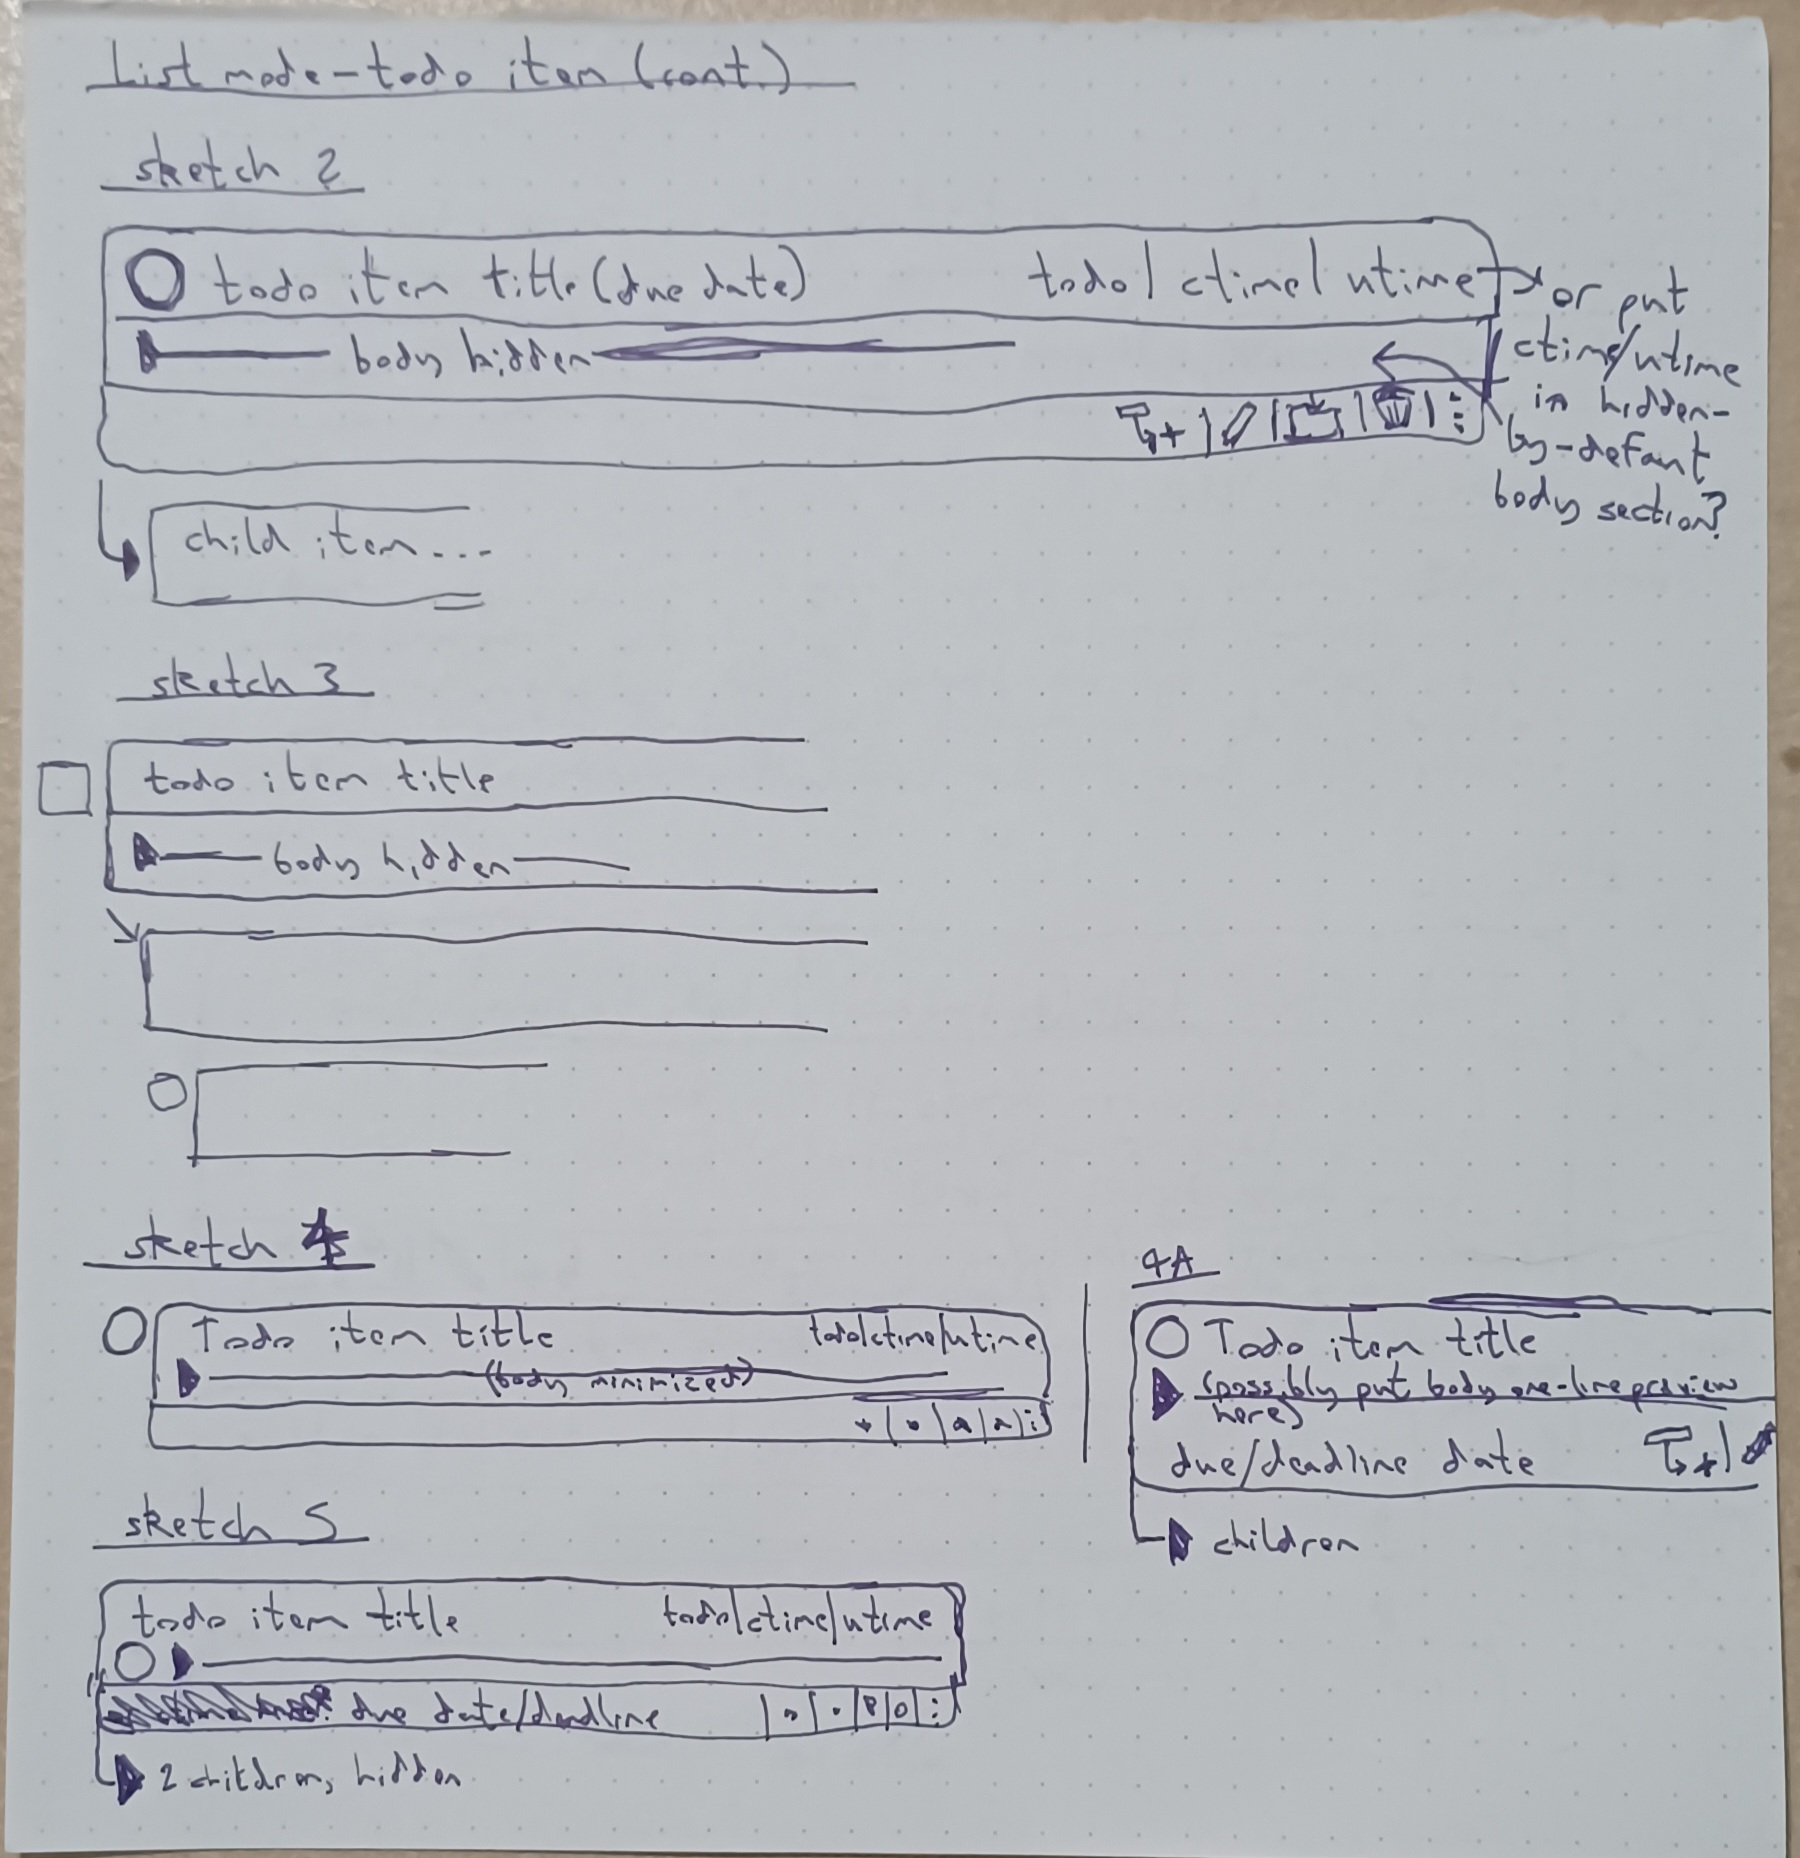 List mode - todo item (cont.)
sketch 2
todo item title (due date) todo | ctime | utime
body hidden
or put
ctime/utime
in hidden-
by-default
body section?
child item...
sketch 3
todo item title
body hidden
sketch 4
Todo item title todo|ctime|utime
(body minimized)
4A
Todo item title
(possibly put body one-line preview
here)
due/deadline date
children
sketch 5
todo item title todo|ctime|utime
due date/deadline
2 children, hidden